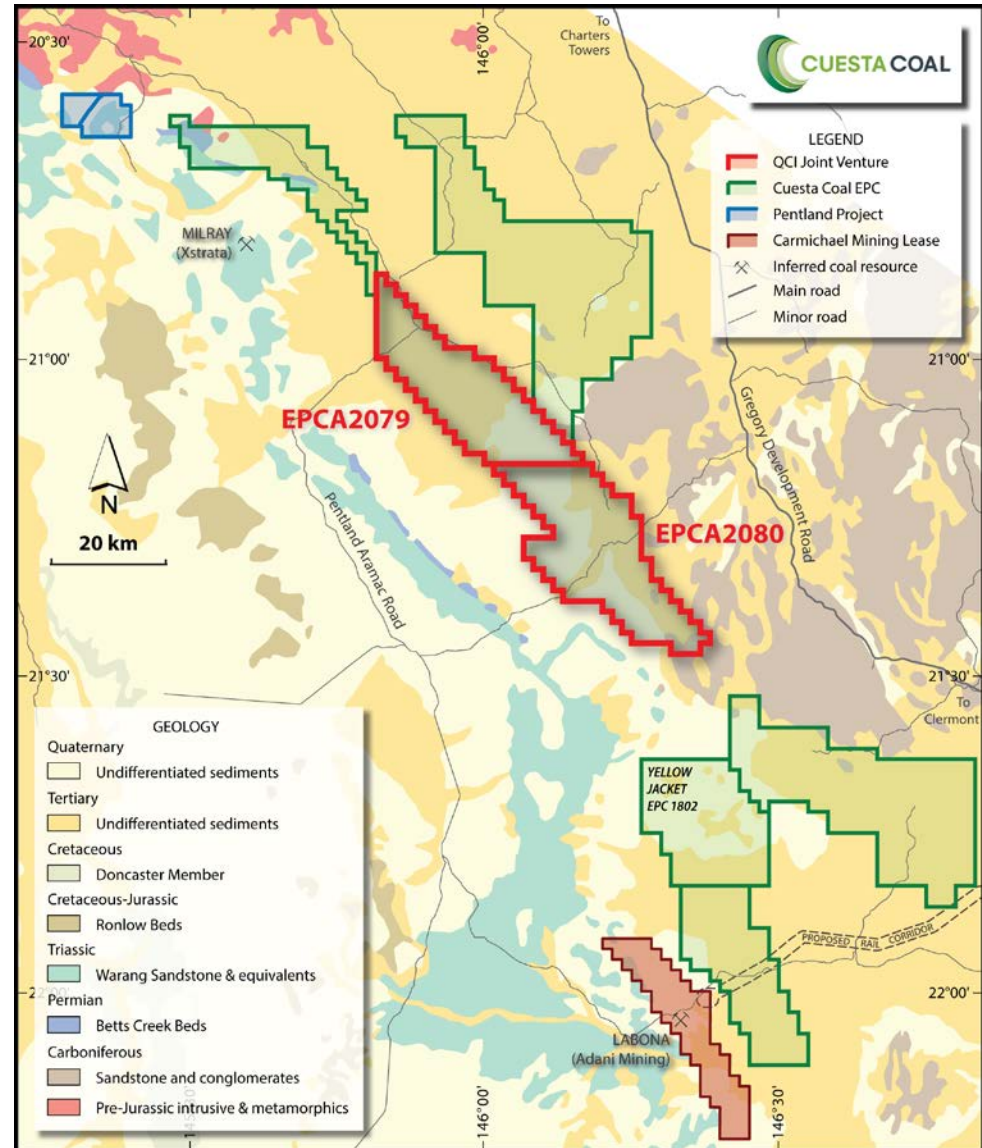 20°30'
146°00'
To
Charters
Towers
CUESTA COAL
LEGEND
QCI Joint Venture
Cuesta Coal EPC
Pentland Project
Carmichael Mining Lease
Inferred coal resource
Main road
Minor road
MILRAY
(Xstrata)
21°00'
21°00'
EPCA2079
Gregory Development Road
N
20 km
Pentland Aramac Road
EPCA2080
21°30'
21°30'
To
Clermont
GEOLOGY
Quaternary
Undifferentiated sediments
Tertiary
Undifferentiated sediments
Cretaceous
Doncaster Member
Cretaceous-Jurassic
Ronlow Beds
Triassic
Warang Sandstone & equivalents
Permian
Betts Creek Beds
Carboniferous
Sandstone and conglomerates
Pre-Jurassic intrusive & metamorphics
YELLOW
JACKET
EPC 1802
PROPOSED RAIL CORRIDOR
22°00'
22°00'
LABONA
(Adani Mining)
145°30'
146°00'
146°30'